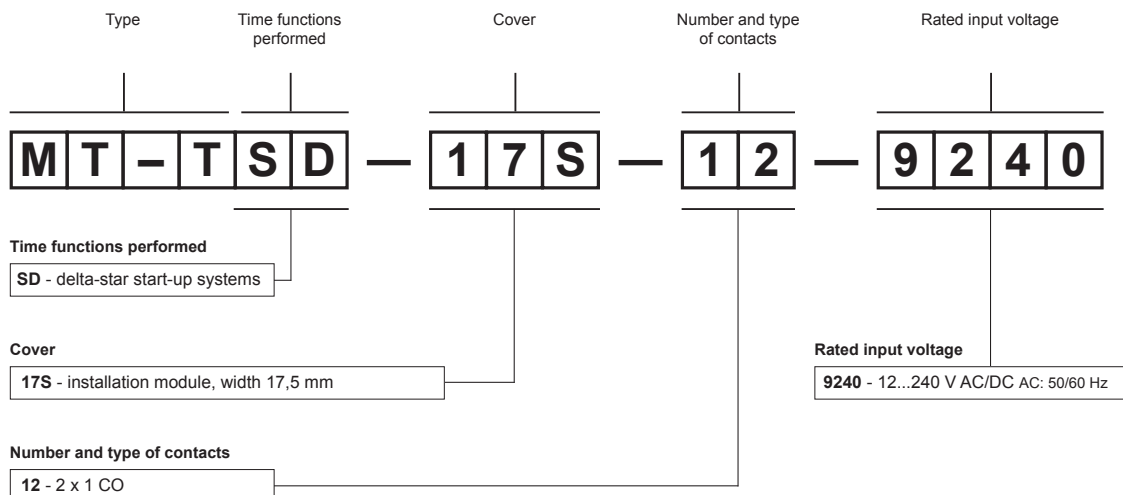 Type
Time functions performed
Cover
Number and type of contacts
Rated input voltage
MT-TSD — 17S — 12 — 9240
Time functions performed
SD - delta-star start-up systems
Cover
17S - installation module, width 17,5 mm
Rated input voltage
9240 - 12...240 V AC/DC AC: 50/60 Hz
Number and type of contacts
12 - 2 x 1 CO